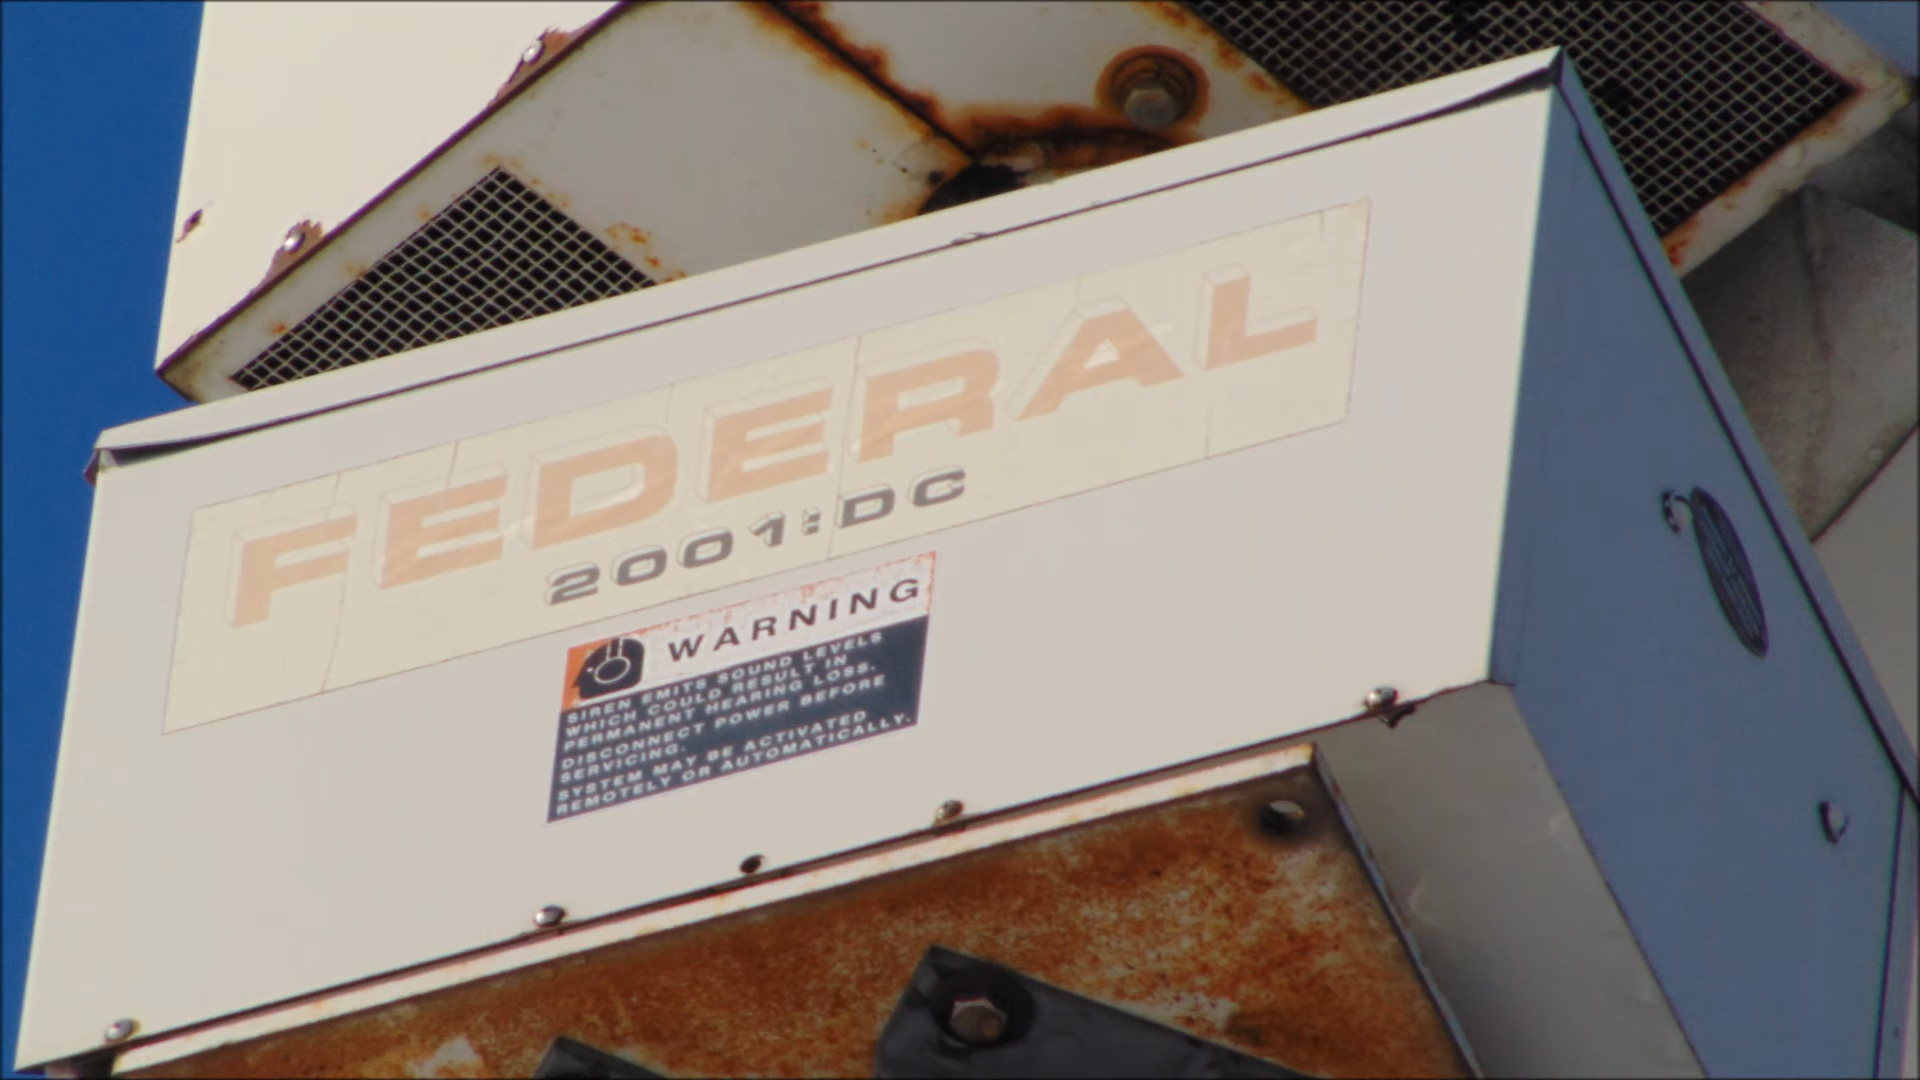 FEDERAL
2001:DC
WARNING
SIREN EMITS SOUND LEVELS
WHICH COULD RESULT IN
PERMANENT HEARING LOSS.
DISCONNECT POWER BEFORE
SERVICING.
SYSTEM MAY BE ACTIVATED
REMOTELY OR AUTOMATICALLY.